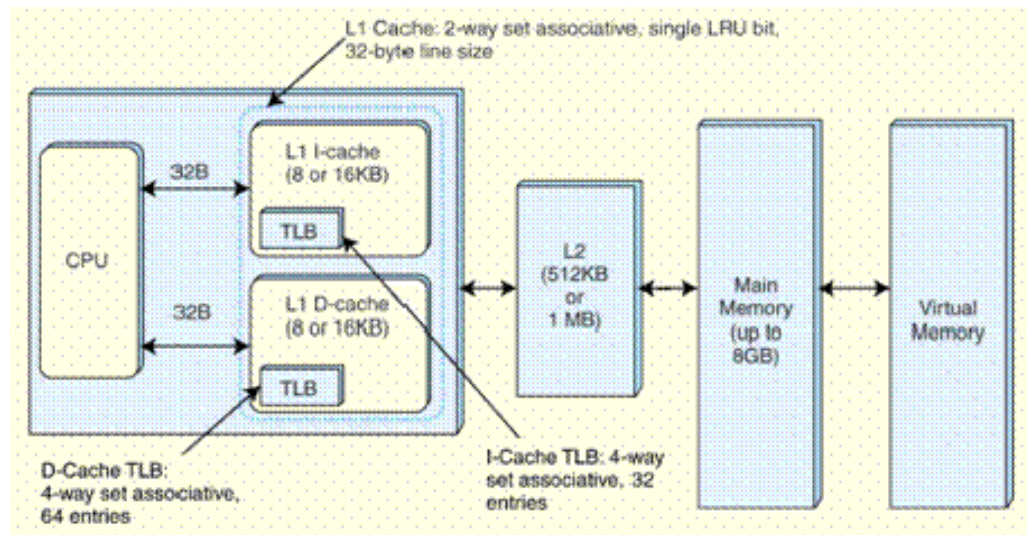 L1 Cache: 2-way set associative, single LRU bit,
32-byte line size
L1 I-cache
(8 or 16KB)
32B
TLB
CPU
L1 D-cache
(8 or 16KB)
32B
TLB
L2
(512KB
or
1 MB)
Main
Memory
(up to
8GB)
Virtual
Memory
D-Cache TLB:
4-way set associative,
64 entries
I-Cache TLB: 4-way
set associative, 32
entries